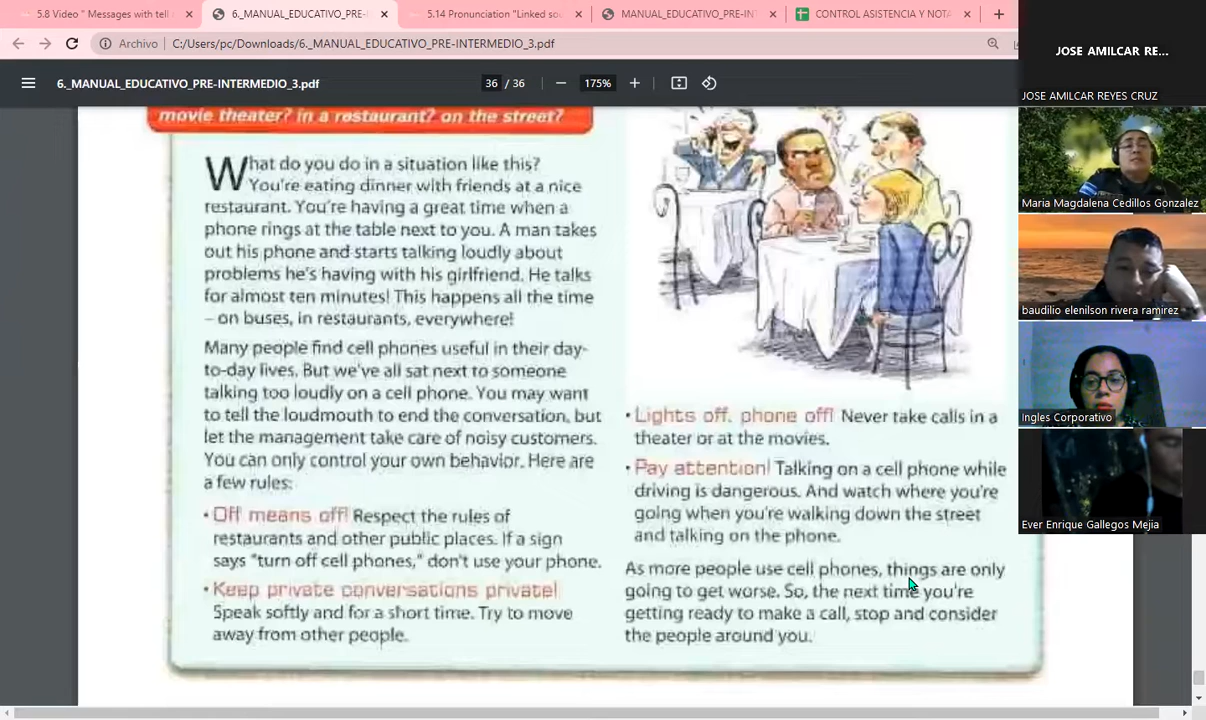 5.8 Video " Messages with tell
6._MANUAL_EDUCATIVO_PRE-
5.14 Pronunciation "Linked sou
MANUAL_EDUCATIVO_PRE-INT
CONTROL ASISTENCIA Y NOTA
Archivo
C:/Users/pc/Downloads/6._MANUAL_EDUCATIVO_PRE-INTERMEDIO_3.pdf
6._MANUAL_EDUCATIVO_PRE-INTERMEDIO_3.pdf
36 / 36
175%
movie theater? in a restaurant? on the street?
What do you do in a situation like this?
You're eating dinner with friends at a nice
restaurant. You're having a great time when a
phone rings at the table next to you. A man takes
out his phone and starts talking loudly about
problems he's having with his girlfriend. He talks
for almost ten minutes! This happens all the time
– on buses, in restaurants, everywhere!
Many people find cell phones useful in their day-
to-day lives. But we've all sat next to someone
talking too loudly on a cell phone. You may want
to tell the loudmouth to end the conversation, but
let the management take care of noisy customers.
You can only control your own behavior. Here are
a few rules:
• Off means off! Respect the rules of
restaurants and other public places. If a sign
says "turn off cell phones," don't use your phone.
• Keep private conversations private!
Speak softly and for a short time. Try to move
away from other people.
• Lights off, phone off! Never take calls in a
theater or at the movies.
• Pay attention! Talking on a cell phone while
driving is dangerous. And watch where you're
going when you're walking down the street
and talking on the phone.
As more people use cell phones, things are only
going to get worse. So, the next time you're
getting ready to make a call, stop and consider
the people around you.
JOSE AMILCAR RE...
JOSE AMILCAR REYES CRUZ
Maria Magdalena Cedillos Gonzalez
baudilio elenilson rivera ramirez
Ingles Corporativo
Ever Enrique Gallegos Mejia